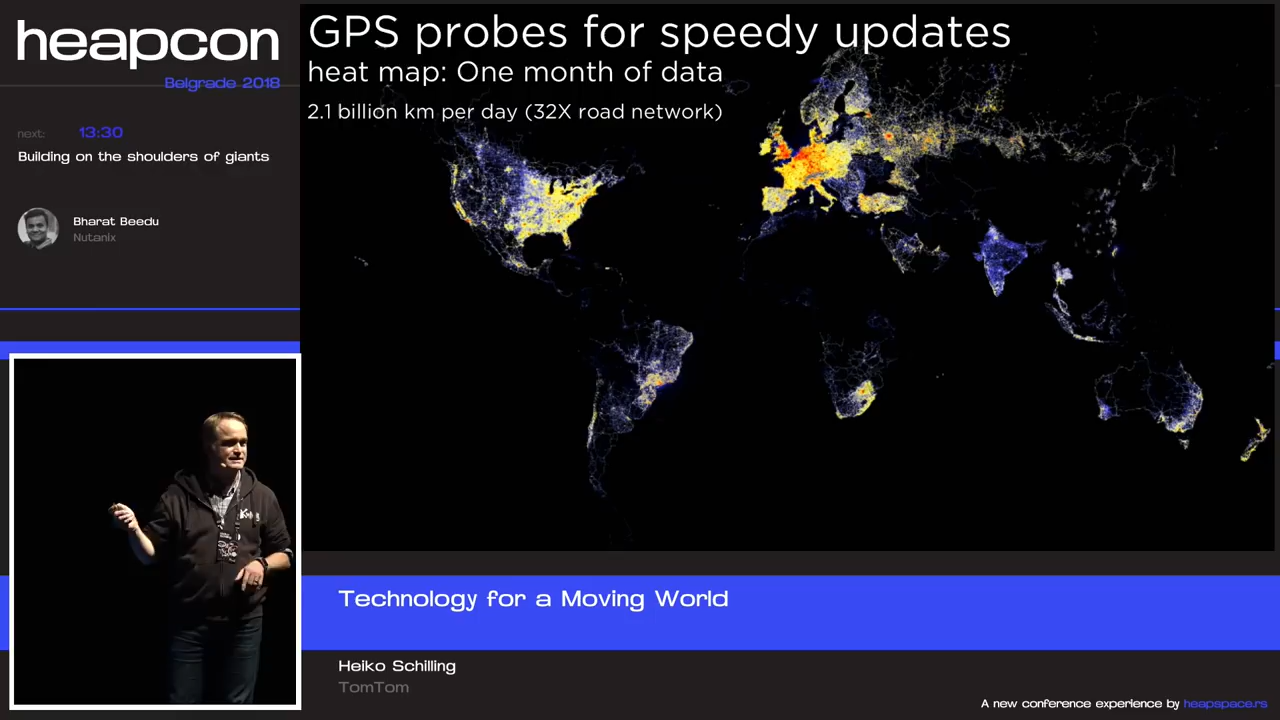 heapcon
Belgrade 2018
next: 13:30
Building on the shoulders of giants
Bharat Beedu
Nutanix
GPS probes for speedy updates
heat map: One month of data
2.1 billion km per day (32X road network)
Technology for a Moving World
Heiko Schilling
TomTom
A new conference experience by heapspace.rs